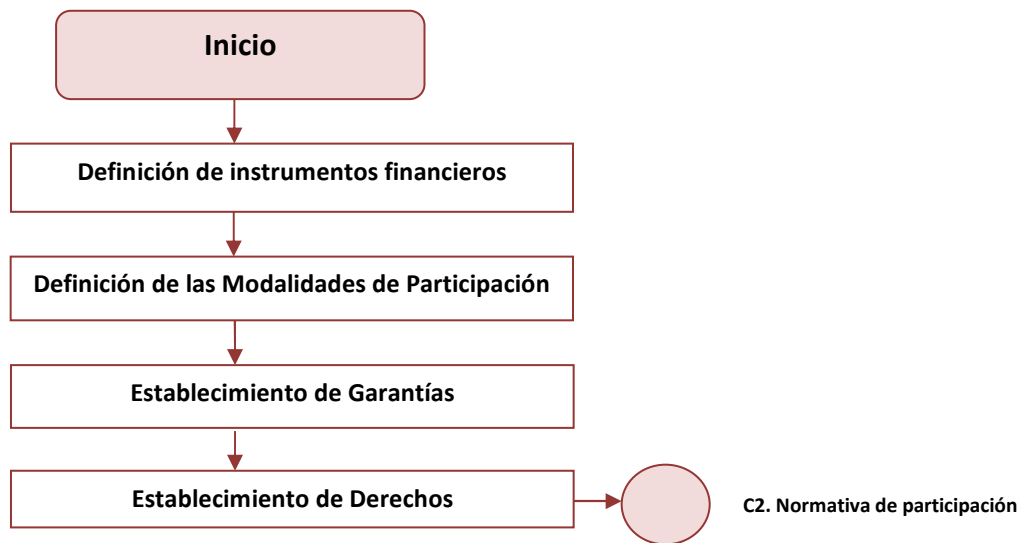 Inicio
Definición de instrumentos financieros
Definición de las Modalidades de Participación
Establecimiento de Garantías
Establecimiento de Derechos
C2. Normativa de participación